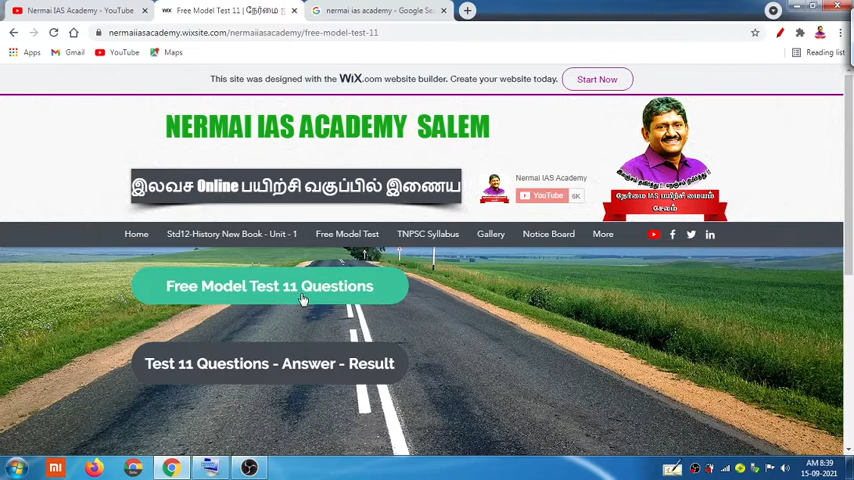 Nermai IAS Academy - YouTube
Free Model Test 11 | நேர்மை
nermai ias academy - Google Se
nermaiiasacademy.wixsite.com/nermaiiasacademy/free-model-test-11
Apps Gmail YouTube Maps Reading list
This site was designed with the WiX.com website builder. Create your website today. Start Now
NERMAI IAS ACADEMY SALEM
இலவச Online பயிற்சி வகுப்பில் இணைய
Nermai IAS Academy
YouTube 6K
நேர்மை IAS பயிற்சி மையம்
சேலம்
Home Std12-History New Book - Unit - 1 Free Model Test TNPSC Syllabus Gallery Notice Board More
Free Model Test 11 Questions
Test 11 Questions - Answer - Result
AM 8:39
15-09-2021